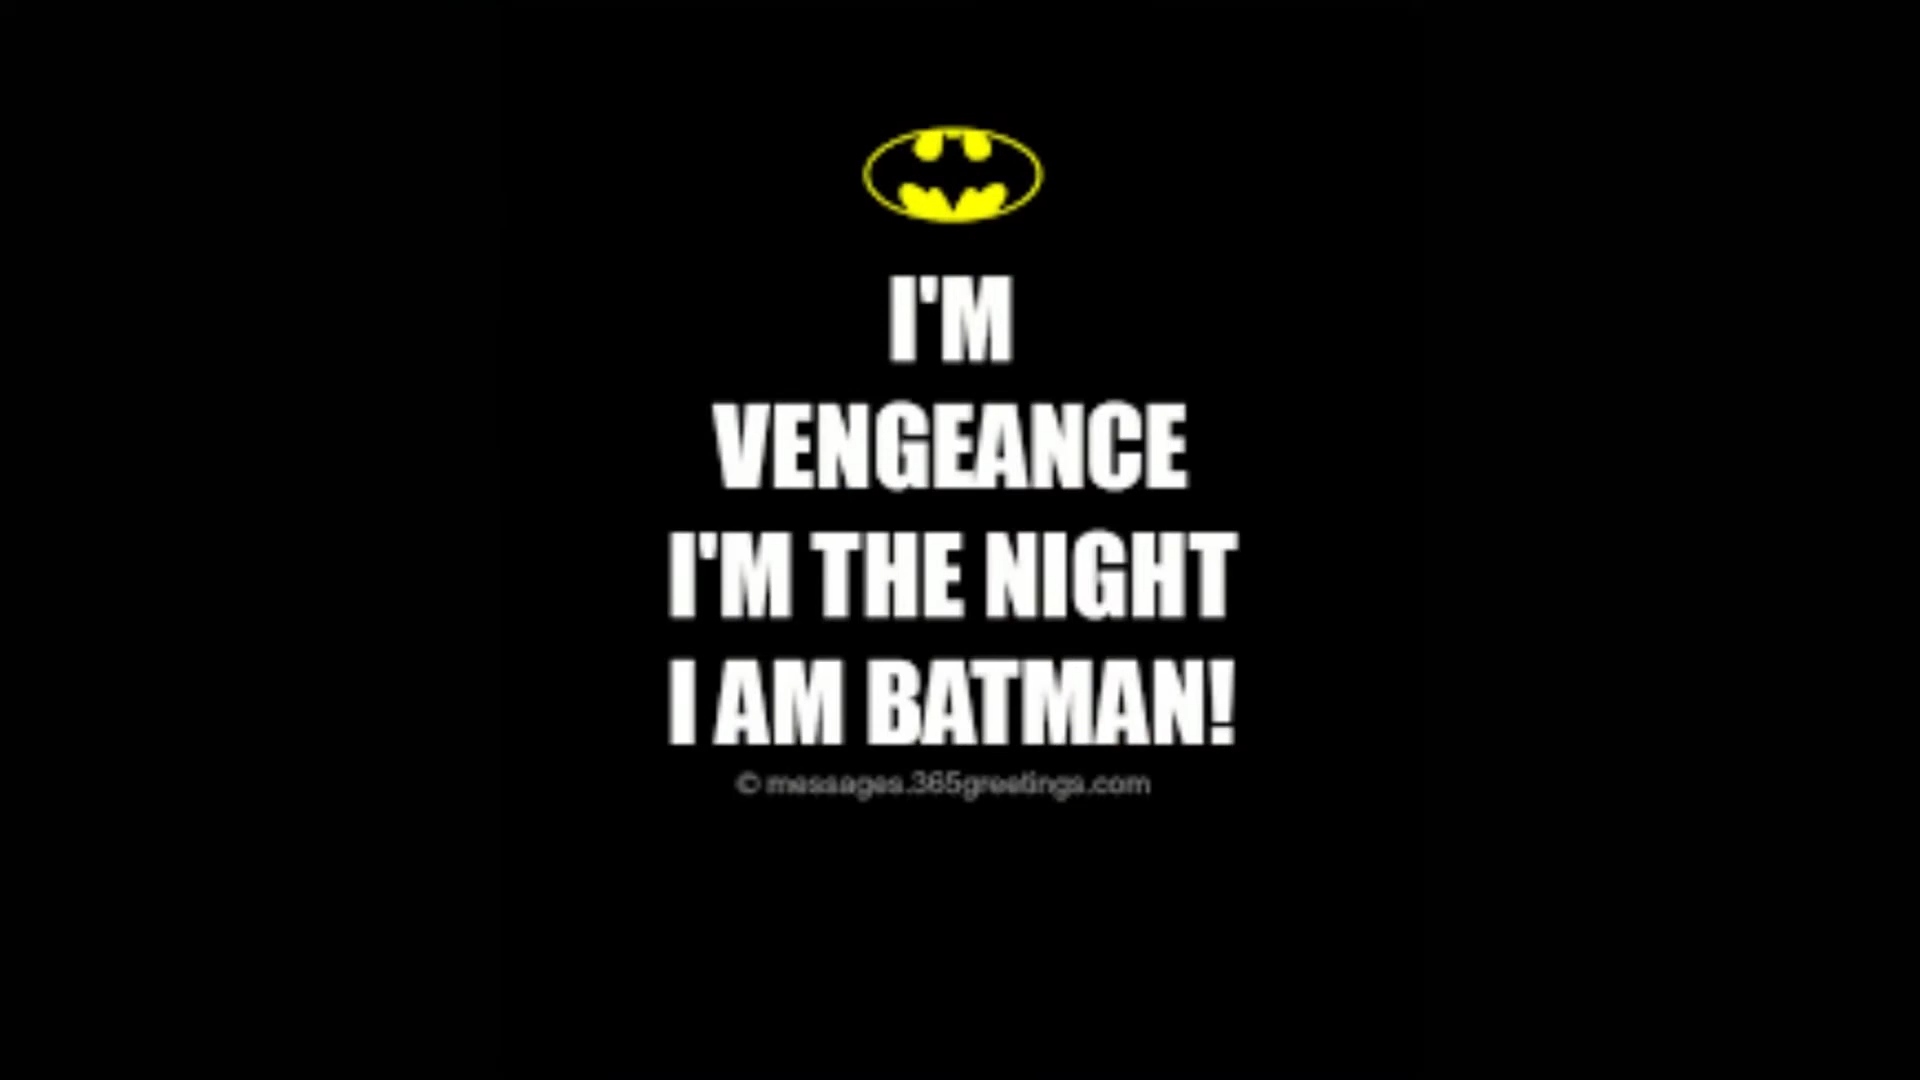 I'M
VENGEANCE
I'M THE NIGHT
I AM BATMAN!
© messages.365greetings.com